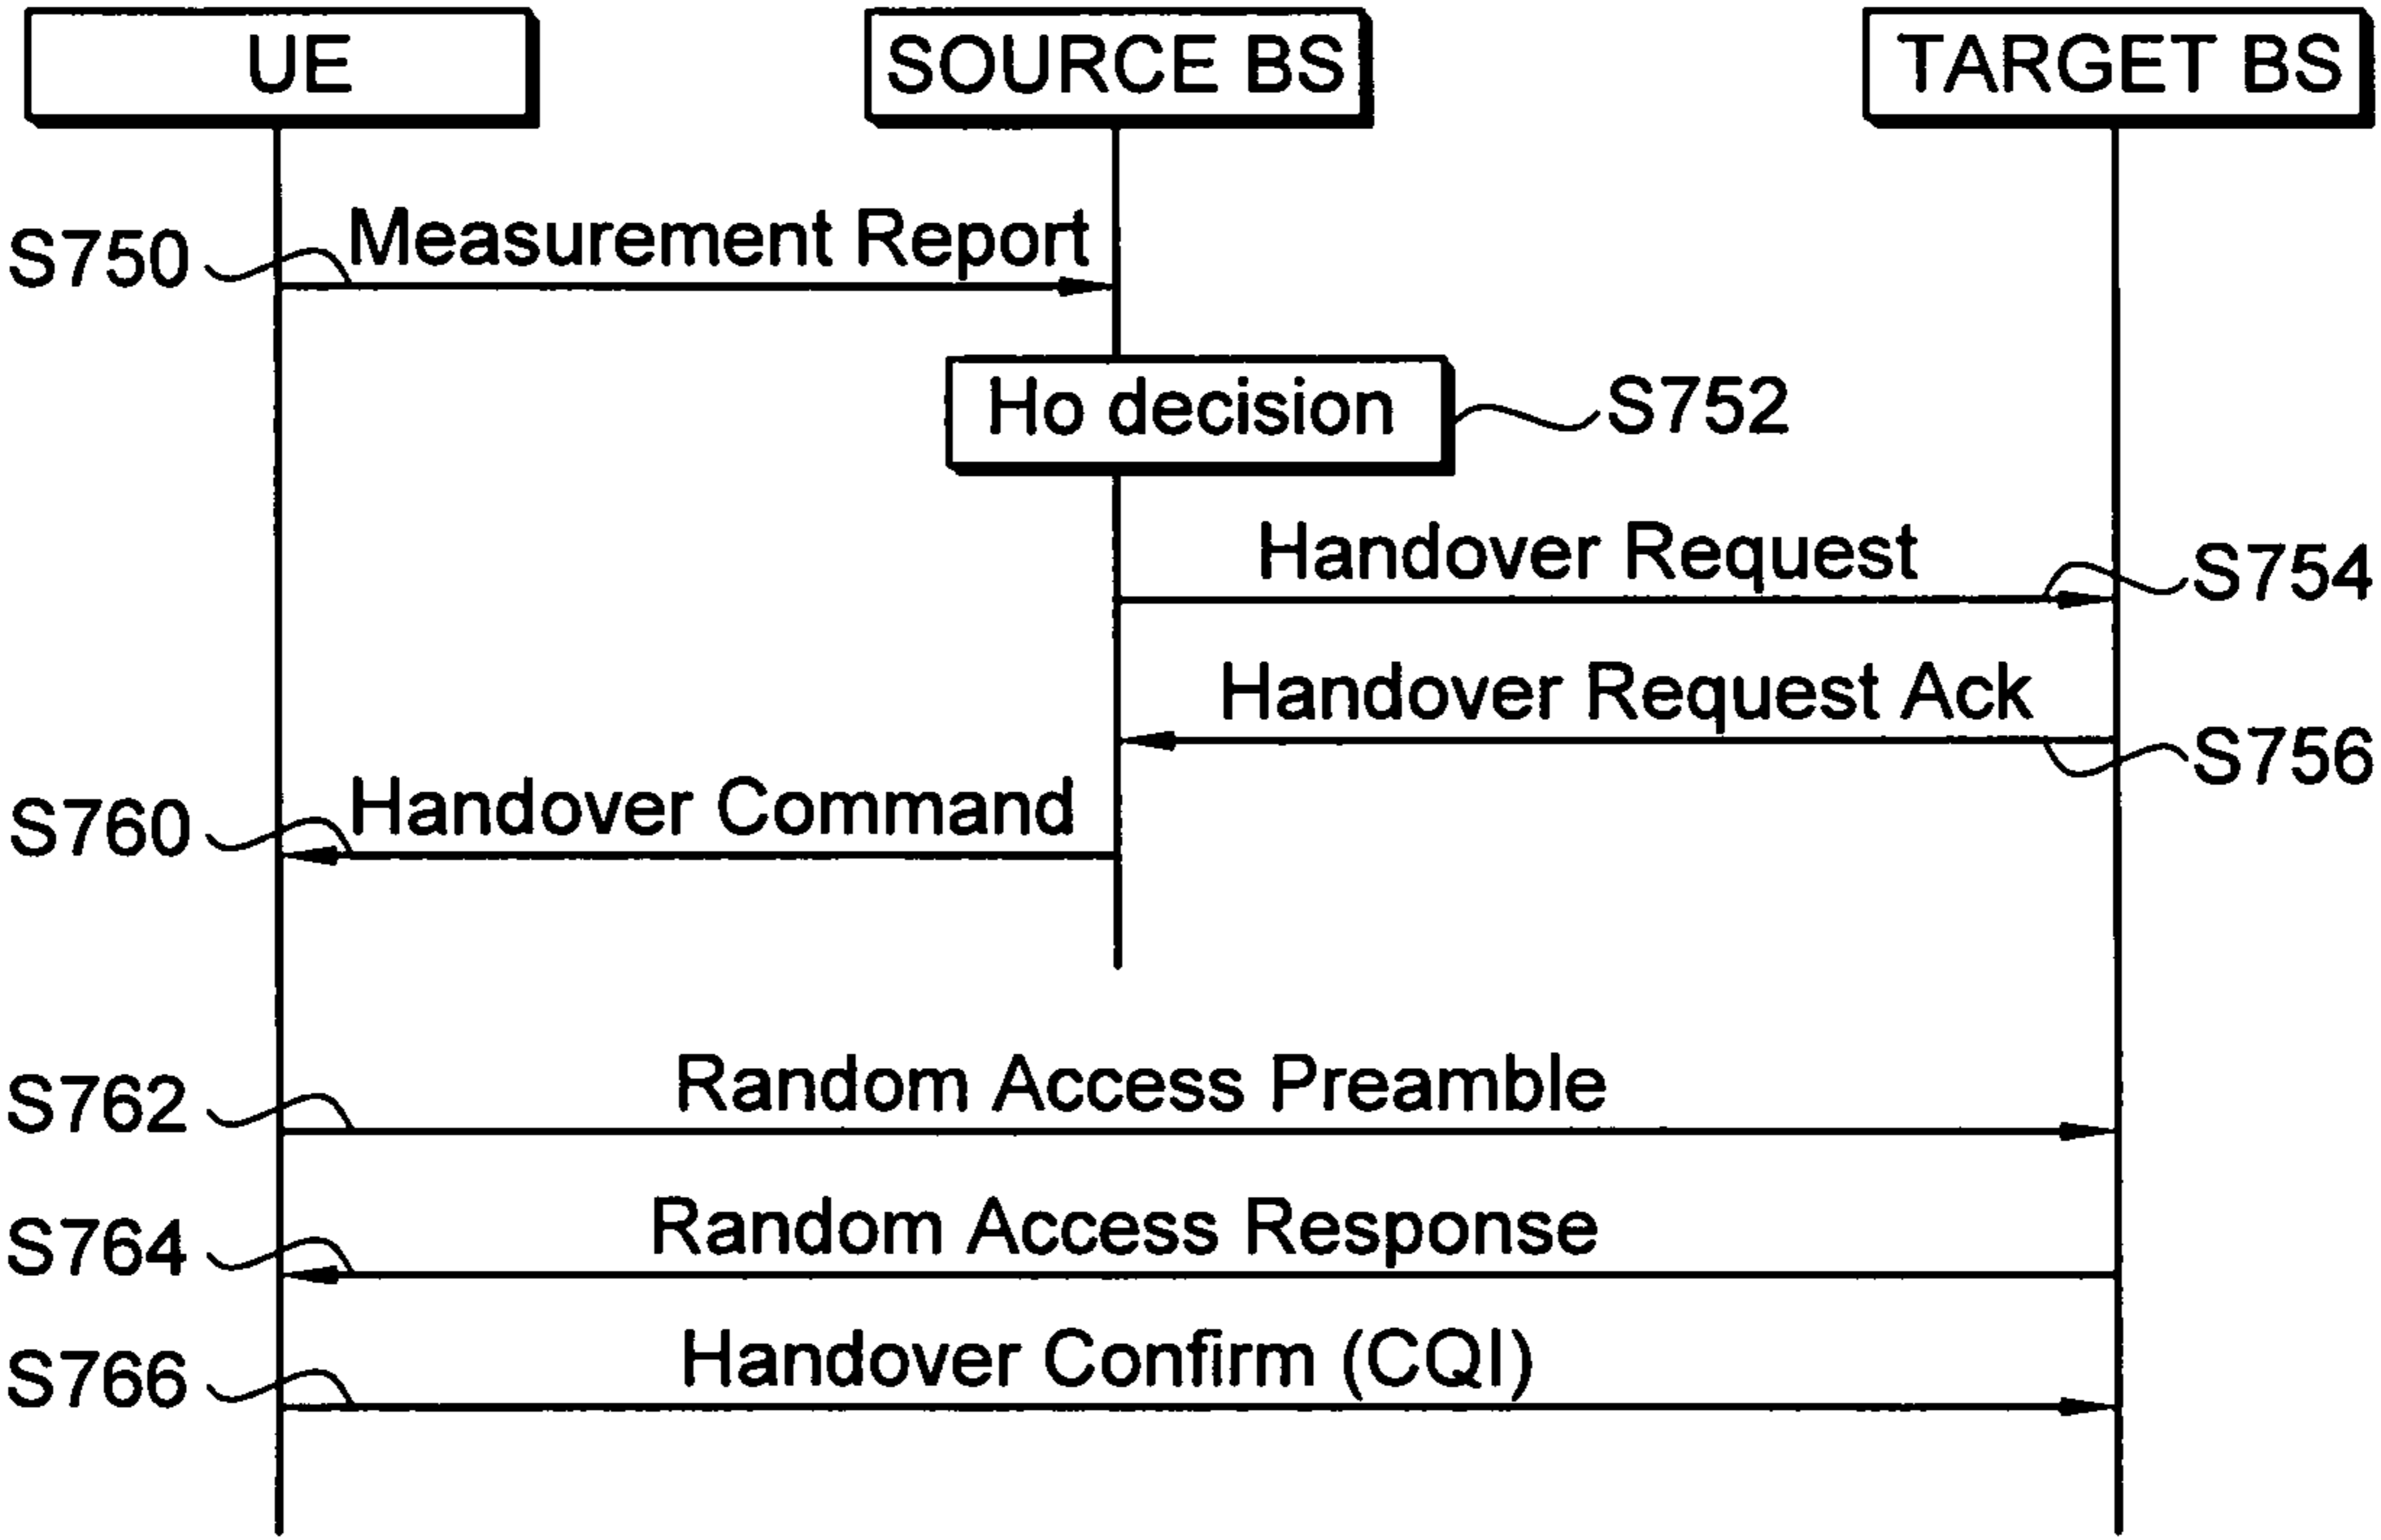 UE
SOURCE BS
TARGET BS
S750
Measurement Report
Ho decision
S752
Handover Request
S754
Handover Request Ack
S756
S760
Handover Command
S762
Random Access Preamble
S764
Random Access Response
S766
Handover Confirm (CQI)